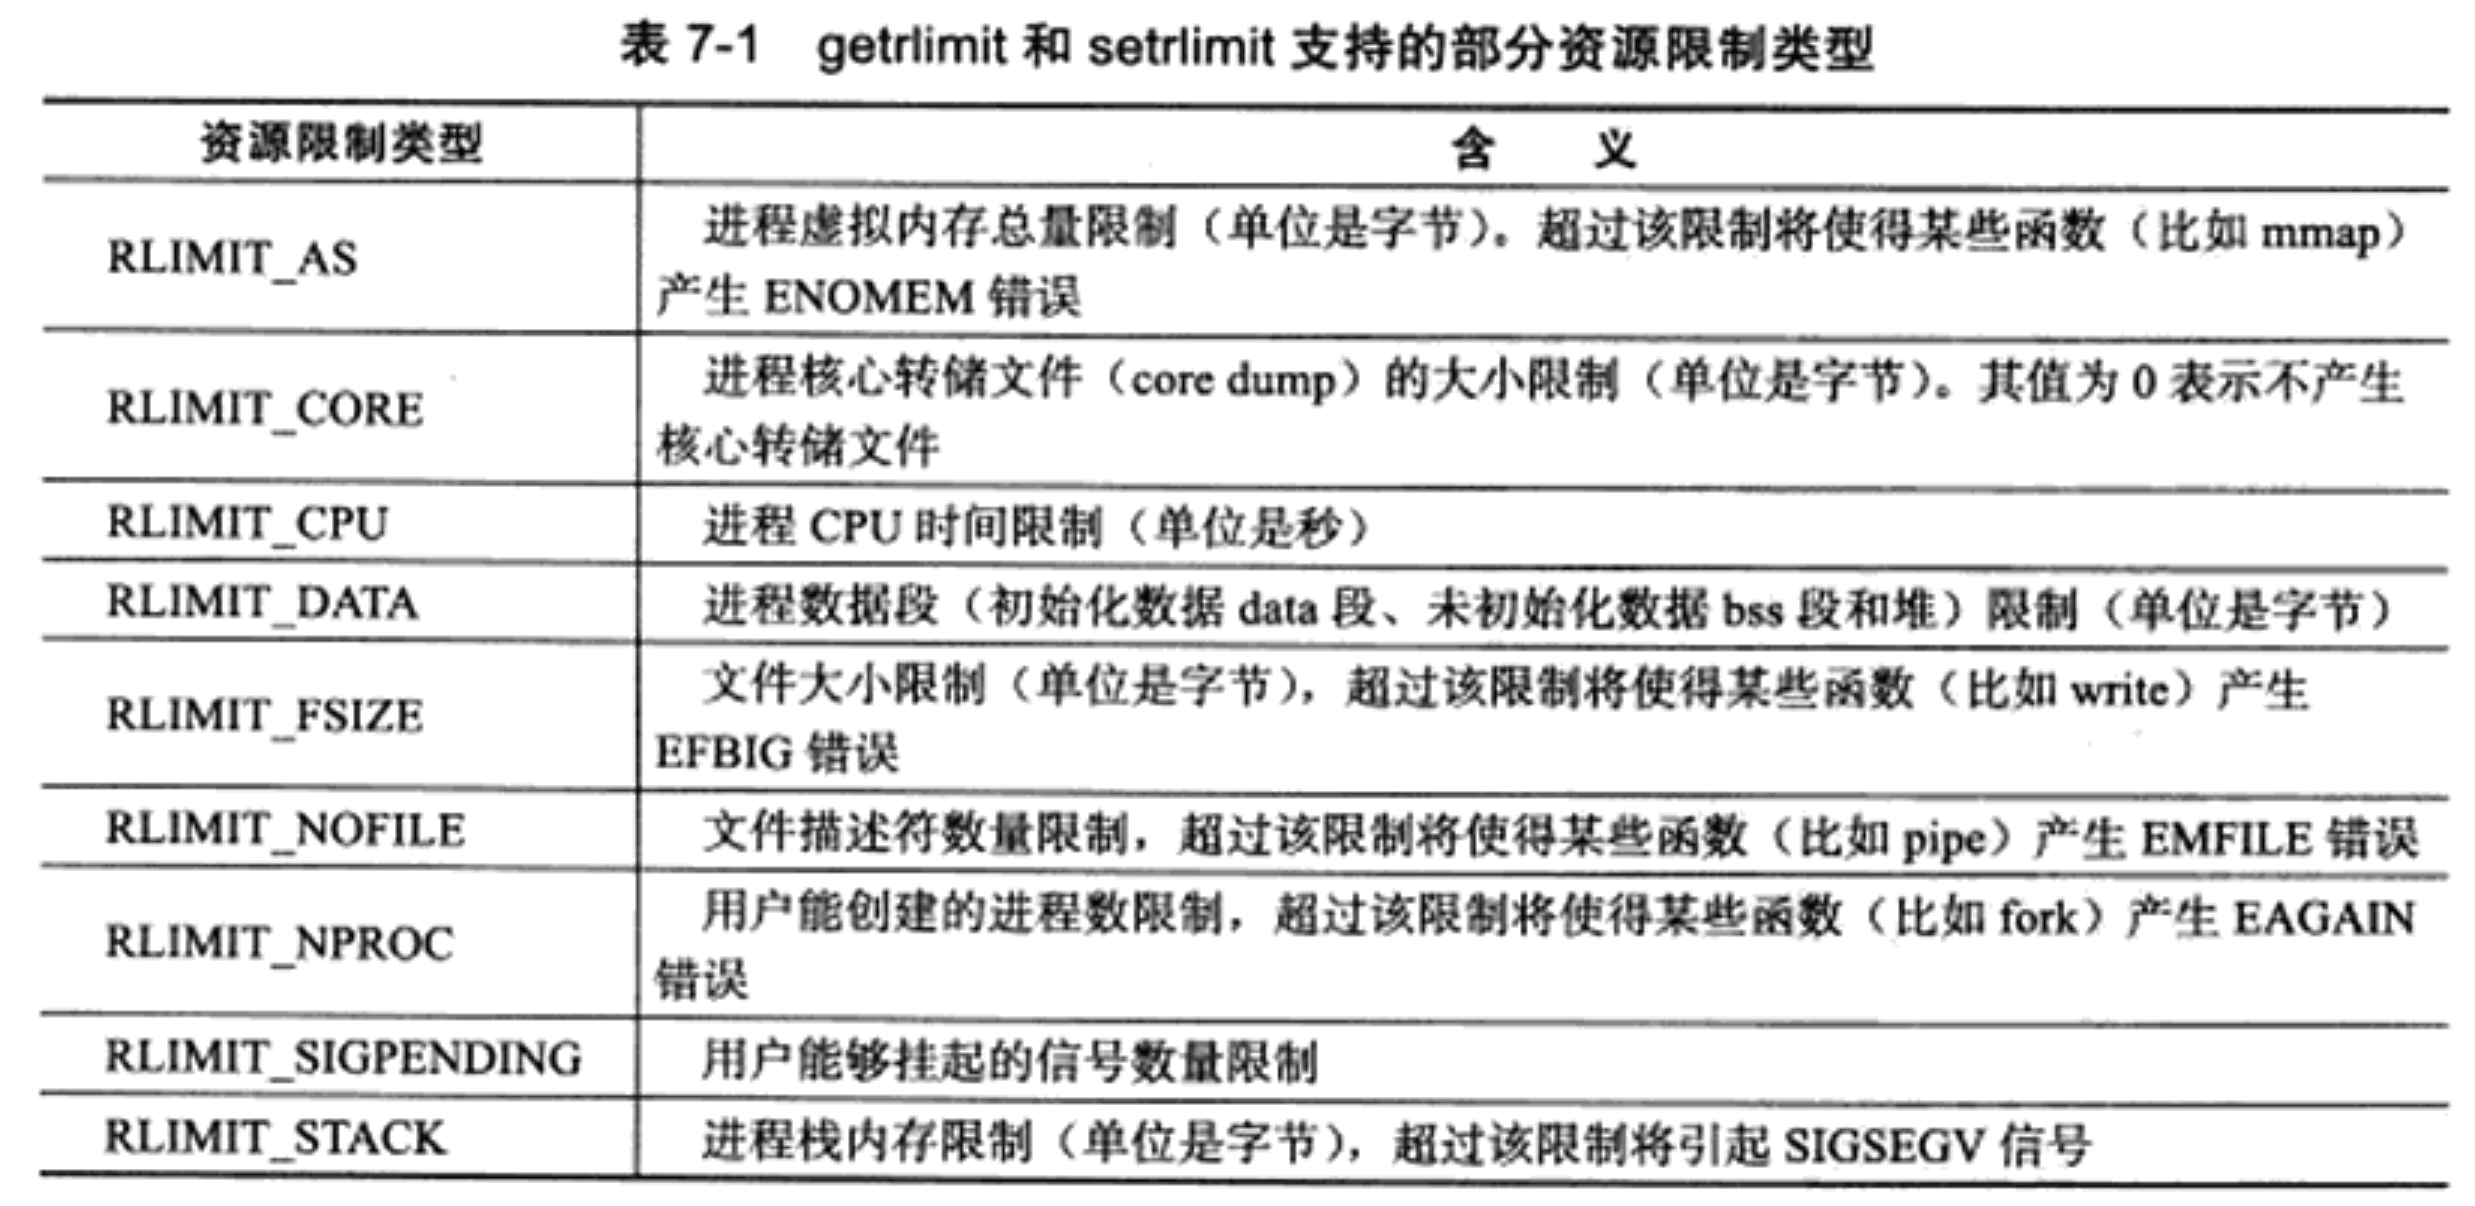 表 7-1 getrlimit 和 setrlimit 支持的部分资源限制类型
资源限制类型 含 义
RLIMIT_AS 进程虚拟内存总量限制（单位是字节）。超过该限制将使得某些函数（比如 mmap）
产生 ENOMEM 错误
RLIMIT_CORE 进程核心转储文件（core dump）的大小限制（单位是字节）。其值为 0 表示不产生
核心转储文件
RLIMIT_CPU 进程 CPU 时间限制（单位是秒）
RLIMIT_DATA 进程数据段（初始化数据 data 段、未初始化数据 bss 段和堆）限制（单位是字节）
RLIMIT_FSIZE 文件大小限制（单位是字节），超过该限制将使得某些函数（比如 write）产生
EFBIG 错误
RLIMIT_NOFILE 文件描述符数量限制，超过该限制将使得某些函数（比如 pipe）产生 EMFILE 错误
RLIMIT_NPROC 用户能创建的进程数限制，超过该限制将使得某些函数（比如 fork）产生 EAGAIN
错误
RLIMIT_SIGPENDING 用户能够挂起的信号数量限制
RLIMIT_STACK 进程栈内存限制（单位是字节），超过该限制将引起 SIGSEGV 信号